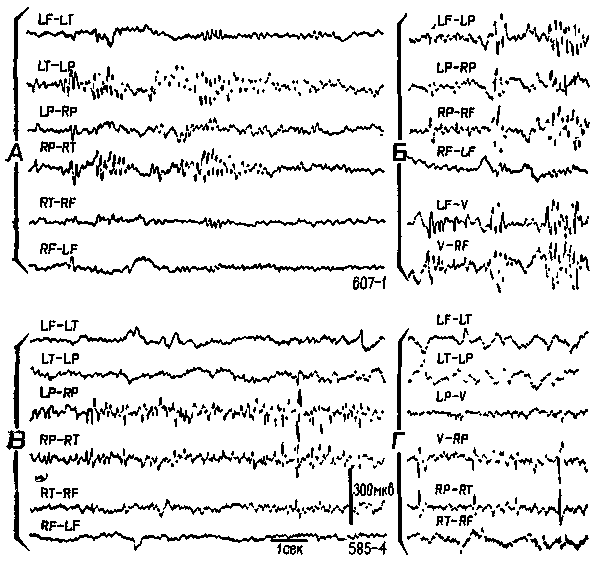 А
LF-LT
LT-LP
LP-RP
RP-RT
RT-RF
RF-LF
607-1
Б
LF-LP
LP-RP
RP-RF
RF-LF
LF-V
V-RF
В
LF-LT
LT-LP
LP-RP
RP-RT
RT-RF
RF-LF
300мкв
1сек
585-4
Г
LF-LT
LT-LP
LP-V
V-RP
RP-RT
RT-RF